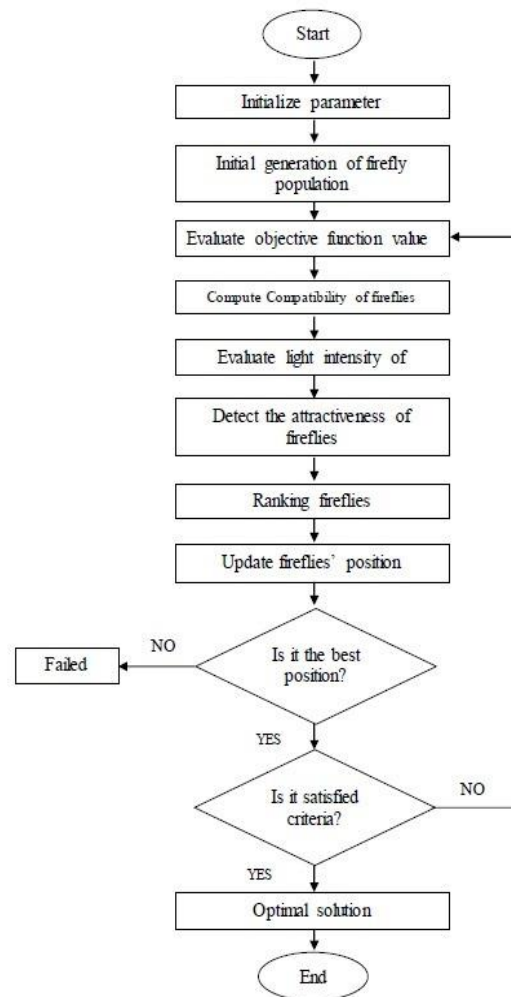 Start
Initialize parameter
Initial generation of firefly
population
Evaluate objective function value
Compute Compatibility of fireflies
Evaluate light intensity of
Detect the attractiveness of
fireflies
Ranking fireflies
Update fireflies' position
NO
Failed
Is it the best
position?
YES
Is it satisfied
criteria?
NO
YES
Optimal solution
End